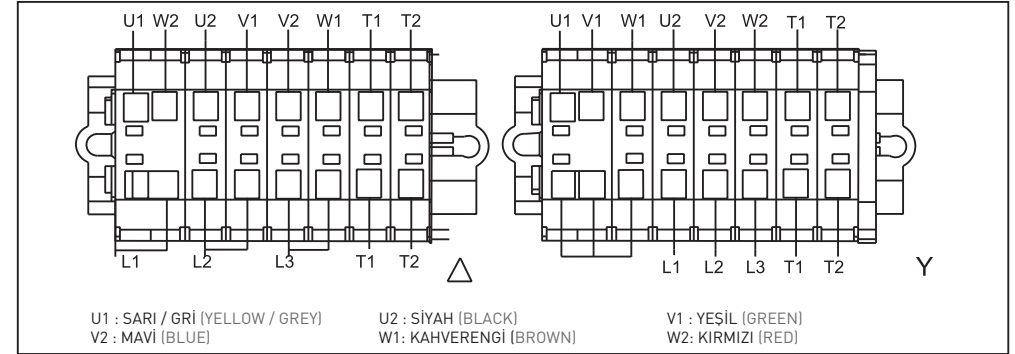 U1 W2 U2 V1 V2 W1 T1 T2 U1 V1 W1 U2 V2 W2 T1 T2
L1 L2 L3 T1 T2 △ L1 L2 L3 T1 T2 Y
U1 : SARI / GRİ (YELLOW / GREY) U2 : SİYAH (BLACK) V1 : YEŞİL (GREEN)
V2 : MAVİ (BLUE) W1: KAHVERENGİ (BROWN) W2: KIRMIZI (RED)